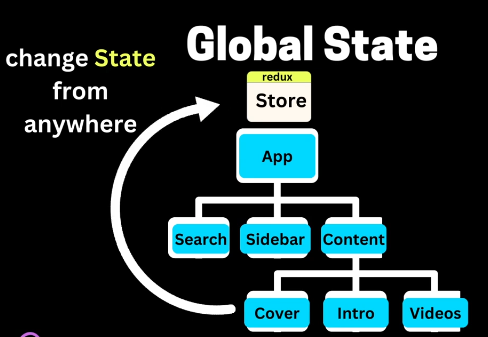 Global State
change State
from
anywhere
redux
Store
App
Search
Sidebar
Content
Cover
Intro
Videos